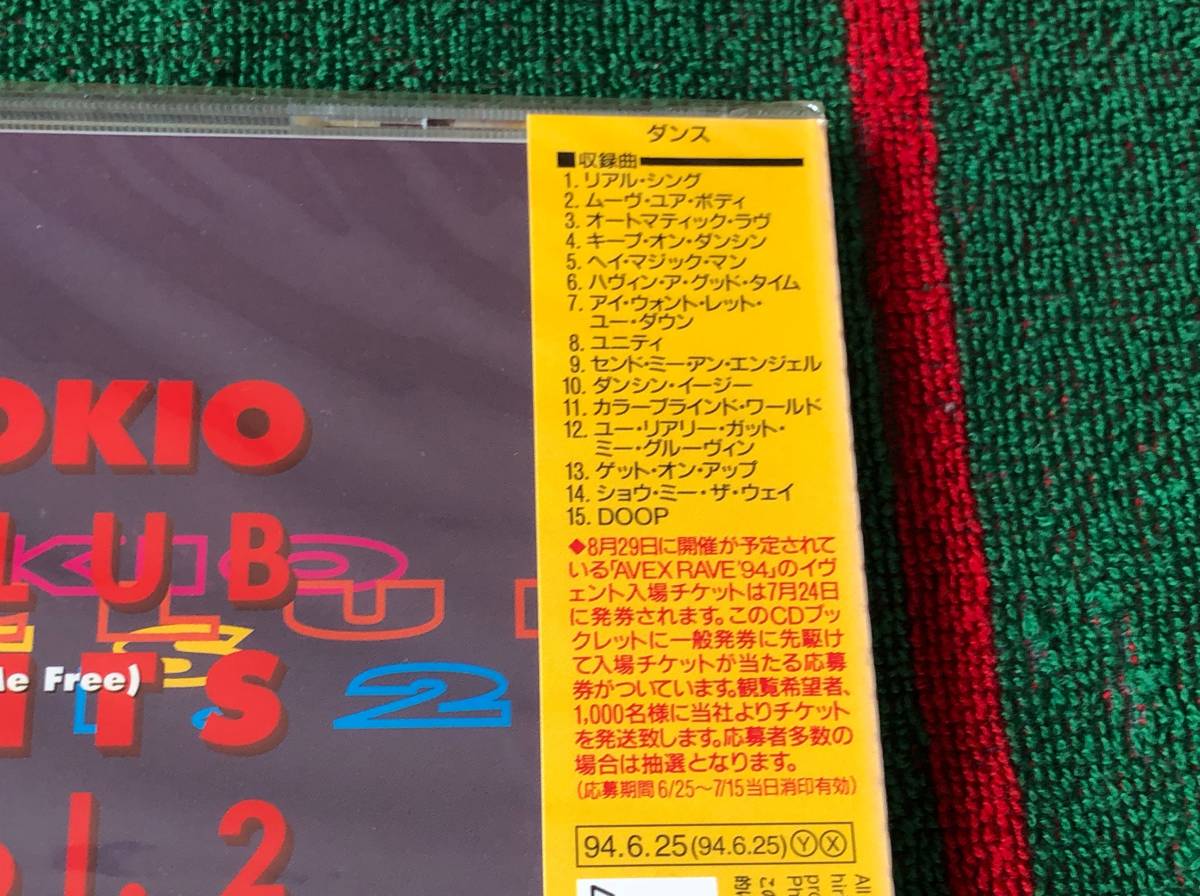 ダンス
■収録曲
1. リアル・シング
2. ムーヴ・ユア・ボディ
3. オートマティック・ラヴ
4. キープ・オン・ダンシン
5. ヘイ・マジック・マン
6. ハヴィン・ア・グッド・タイム
7. アイ・ウォント・レット・
ユー・ダウン
8. ユニティ
9. センド・ミー・アン・エンジェル
10. ダンシン・イージー
11. カラーブラインド・ワールド
12. ユー・リアリー・ガット・
ミー・グルーヴィン
13. ゲット・オン・アップ
14. ショウ・ミー・ザ・ウェイ
15. DOOP
◆8月29日に開催が予定されて
いる「AVEX RAVE'94」のイヴ
ェント入場チケットは7月24日
に発券されます。このCDブッ
クレットに一般発券に先駆け
て入場チケットが当たる応募
券がついています。観覧希望者、
1,000名様に当社よりチケット
を発送致します。応募者多数の
場合は抽選となります。
(応募期間6/25〜7/15当日消印有効)
94.6.25(94.6.25)ⓎⓍ
OKIO
LUB
Me Free)
ITS
2
ol. 2